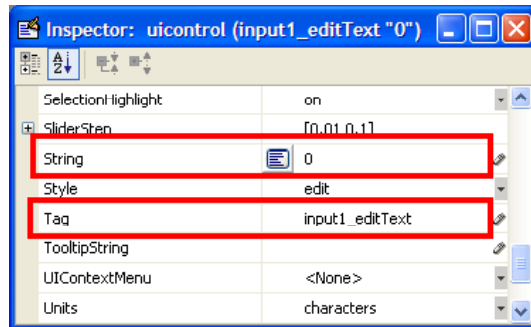 Inspector: uicontrol (input1_editText "0")
SelectionHighlight on
SliderStep [0.01 0.1]
String 0
Style edit
Tag input1_editText
TooltipString
UIContextMenu <None>
Units characters